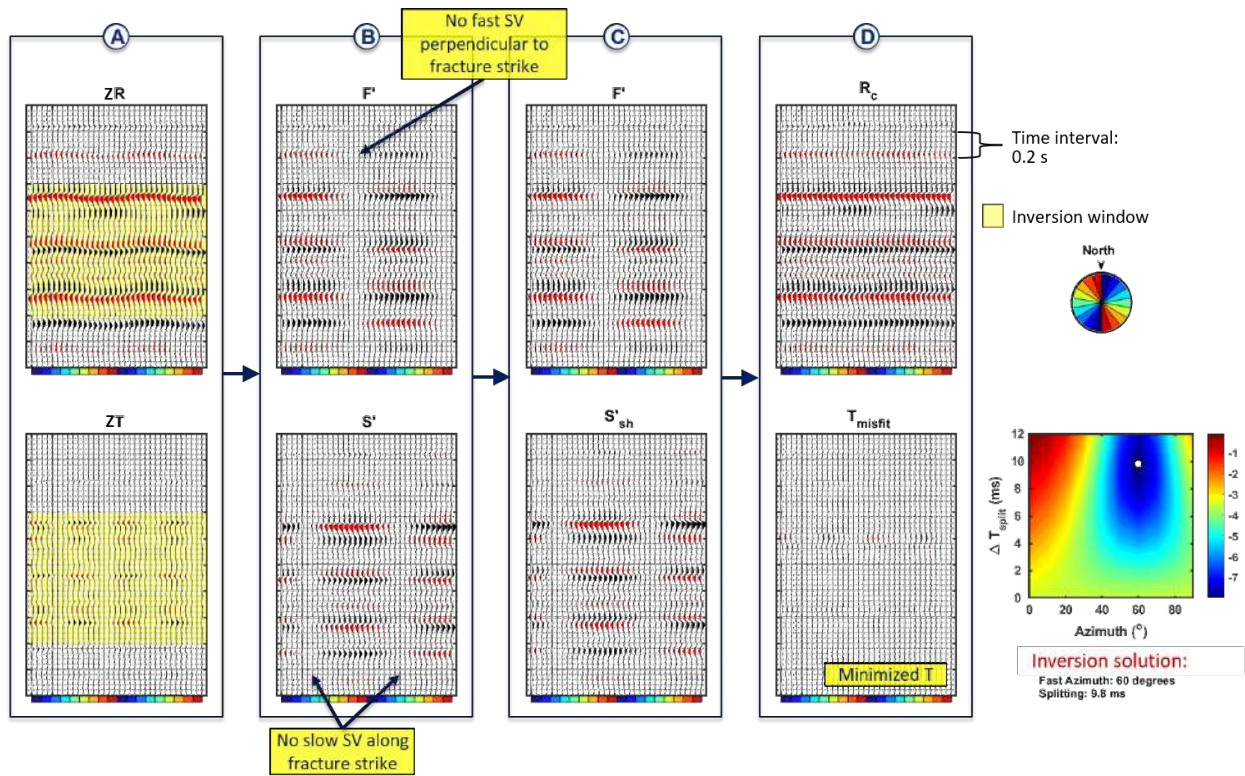 A
B
C
D
No fast SV
perpendicular to
fracture strike
ZR
F'
F'
Rc
Time interval:
0.2 s
Inversion window
North
ZT
S'
S'sh
Tmisfit
Minimized T
No slow SV along
fracture strike
Δ Tsplit (ms)
12
10
8
6
4
2
0
0 20 40 60 80
Azimuth (°)
-1
-2
-3
-4
-5
-6
-7
Inversion solution:
Fast Azimuth: 60 degrees
Splitting: 9.8 ms